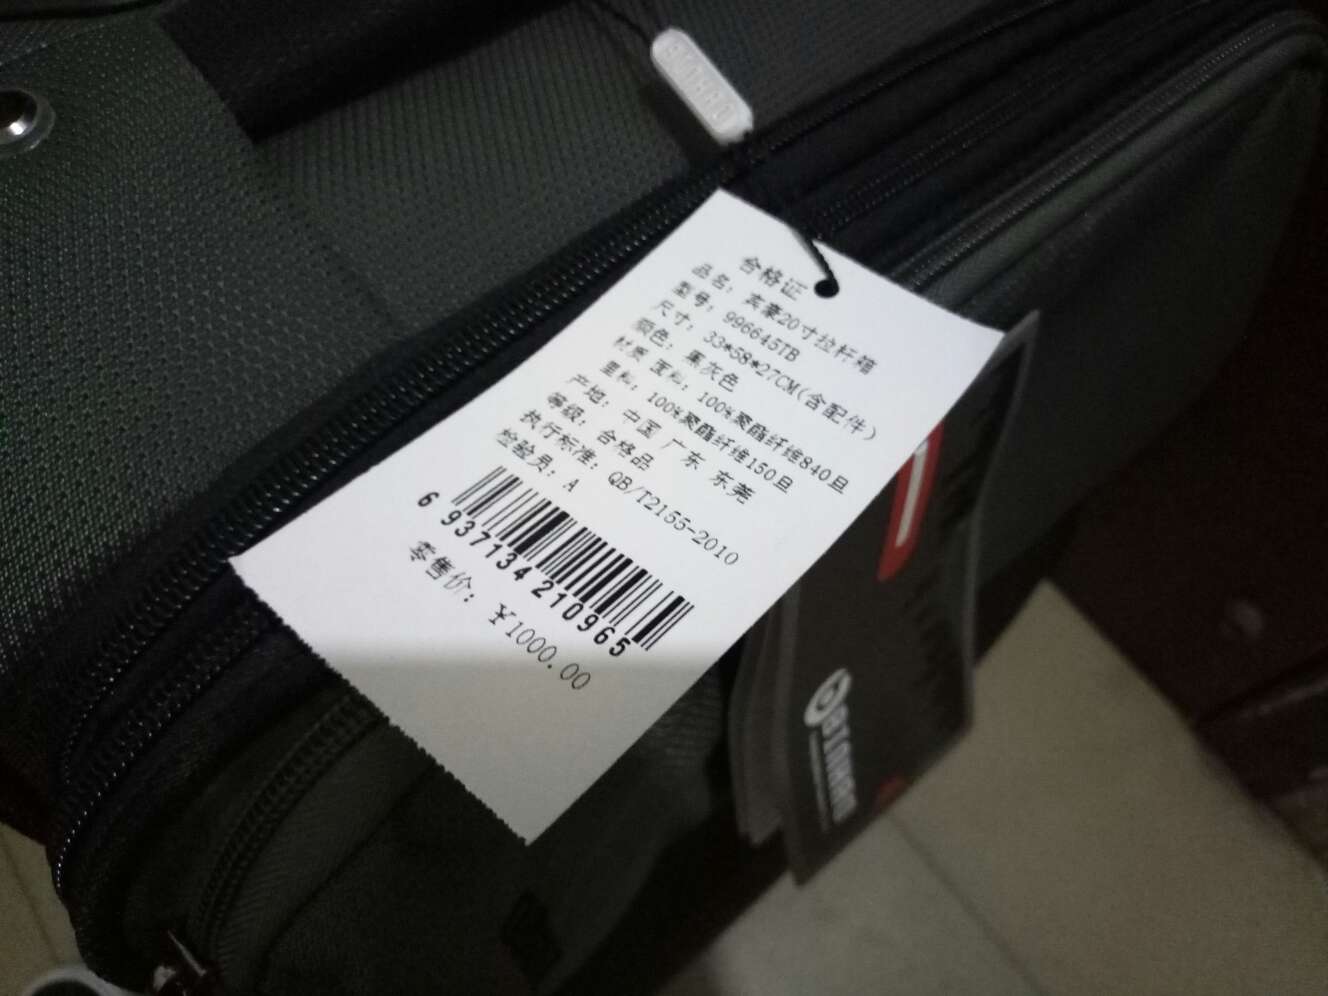 合格证
品名: 宾豪20寸拉杆箱
型号: 996645TB
尺寸: 33*58*27CM(含配件)
颜色: 熏灰色
材质 面料: 100%聚酯纤维840旦
里料: 100%聚酯纤维150旦
产地: 中国 广东 东莞
等级: 合格品
执行标准: QB/T2155-2010
检验员: A
6 937134 210965
零售价: ¥1000.00